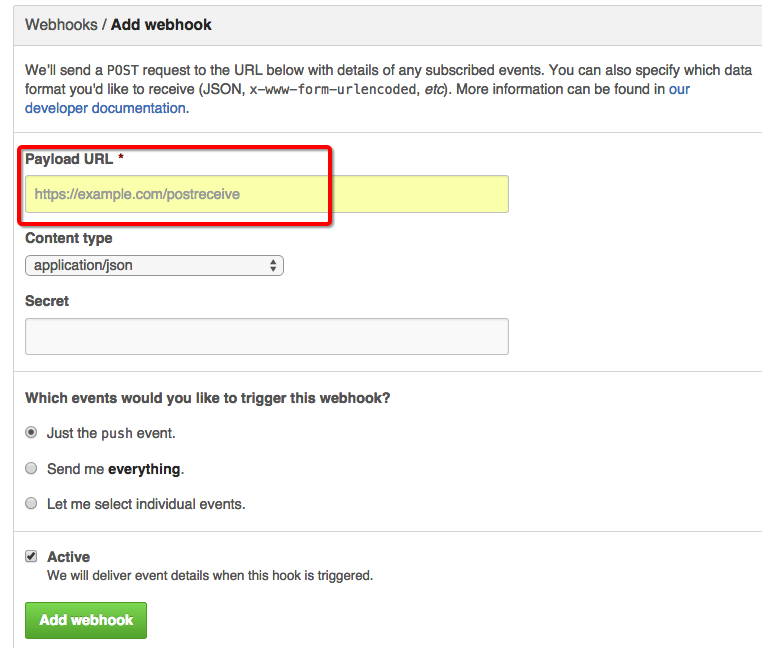 Webhooks / Add webhook
We'll send a POST request to the URL below with details of any subscribed events. You can also specify which data
format you'd like to receive (JSON, x-www-form-urlencoded, etc). More information can be found in our
developer documentation.
Payload URL *
https://example.com/postreceive
Content type
application/json
Secret
Which events would you like to trigger this webhook?
Just the push event.
Send me everything.
Let me select individual events.
Active
We will deliver event details when this hook is triggered.
Add webhook